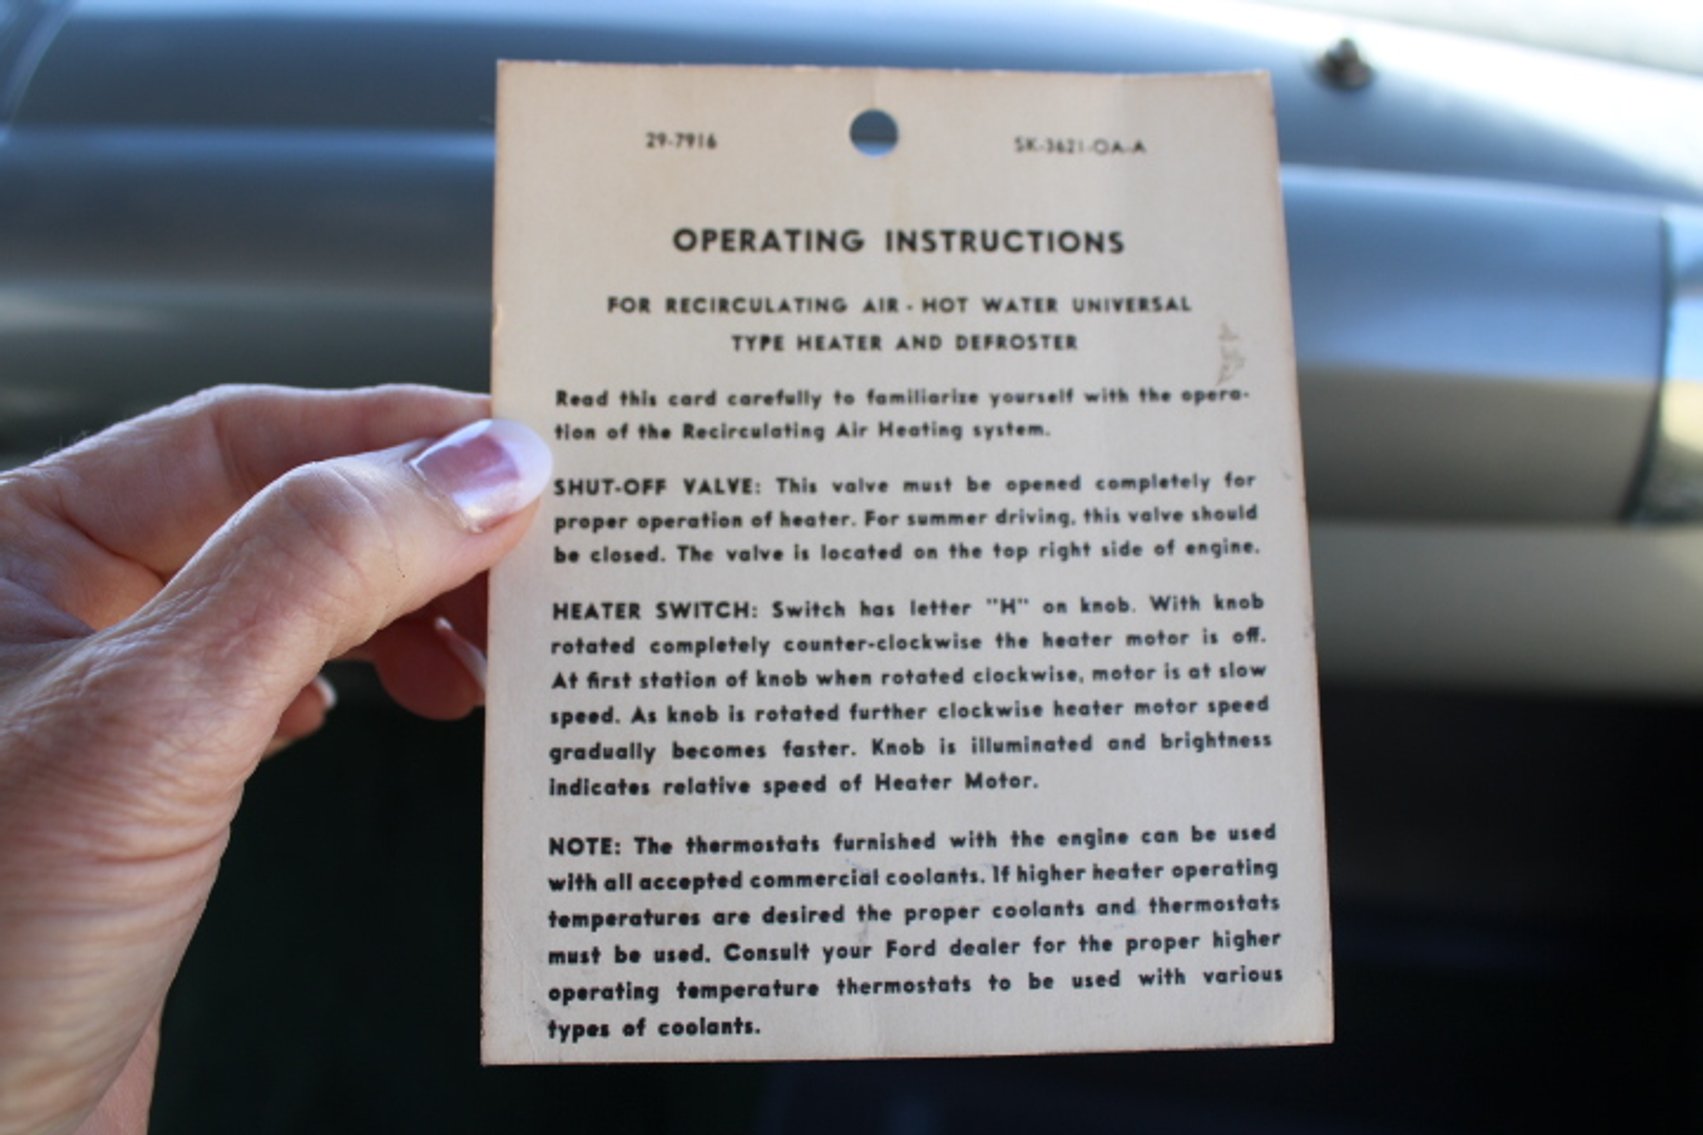 29-7916 SK-3621-OA-A
OPERATING INSTRUCTIONS
FOR RECIRCULATING AIR - HOT WATER UNIVERSAL
TYPE HEATER AND DEFROSTER
Read this card carefully to familiarize yourself with the opera-
tion of the Recirculating Air Heating system.
SHUT-OFF VALVE: This valve must be opened completely for
proper operation of heater. For summer driving, this valve should
be closed. The valve is located on the top right side of engine.
HEATER SWITCH: Switch has letter "H" on knob. With knob
rotated completely counter-clockwise the heater motor is off.
At first station of knob when rotated clockwise, motor is at slow
speed. As knob is rotated further clockwise heater motor speed
gradually becomes faster. Knob is illuminated and brightness
indicates relative speed of Heater Motor.
NOTE: The thermostats furnished with the engine can be used
with all accepted commercial coolants. If higher heater operating
temperatures are desired the proper coolants and thermostats
must be used. Consult your Ford dealer for the proper higher
operating temperature thermostats to be used with various
types of coolants.